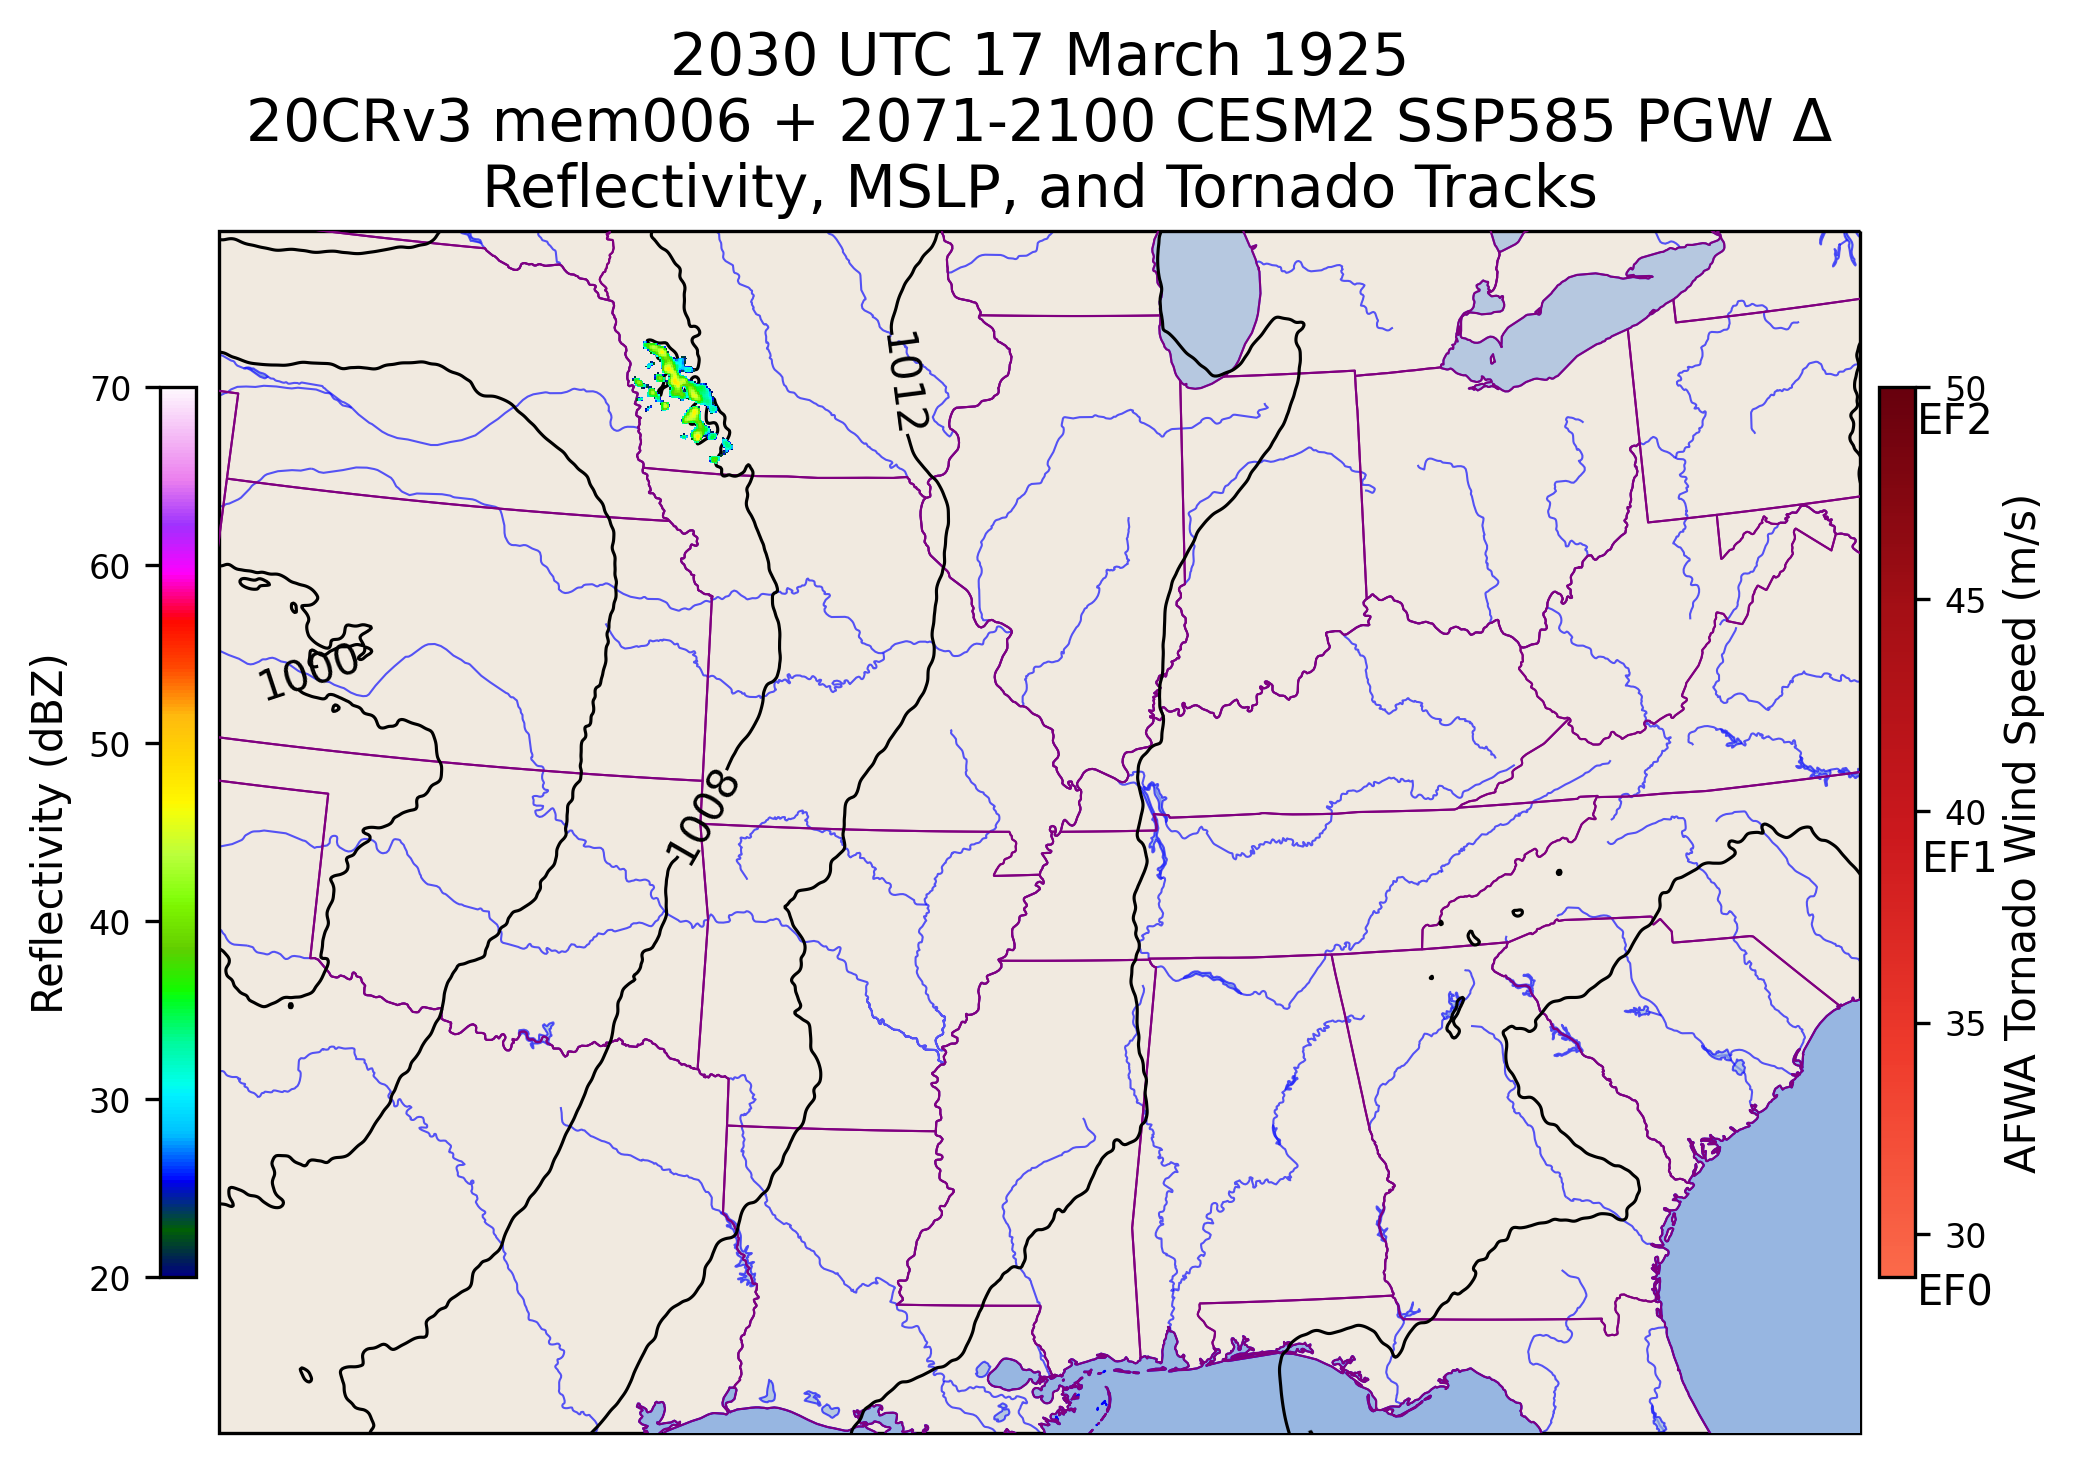 2030 UTC 17 March 1925
20CRv3 mem006 + 2071-2100 CESM2 SSP585 PGW Δ
Reflectivity, MSLP, and Tornado Tracks
Reflectivity (dBZ)
70
60
50
40
30
20
1012
1000
1008
50
EF2
45
40
EF1
35
30
EF0
AFWA Tornado Wind Speed (m/s)